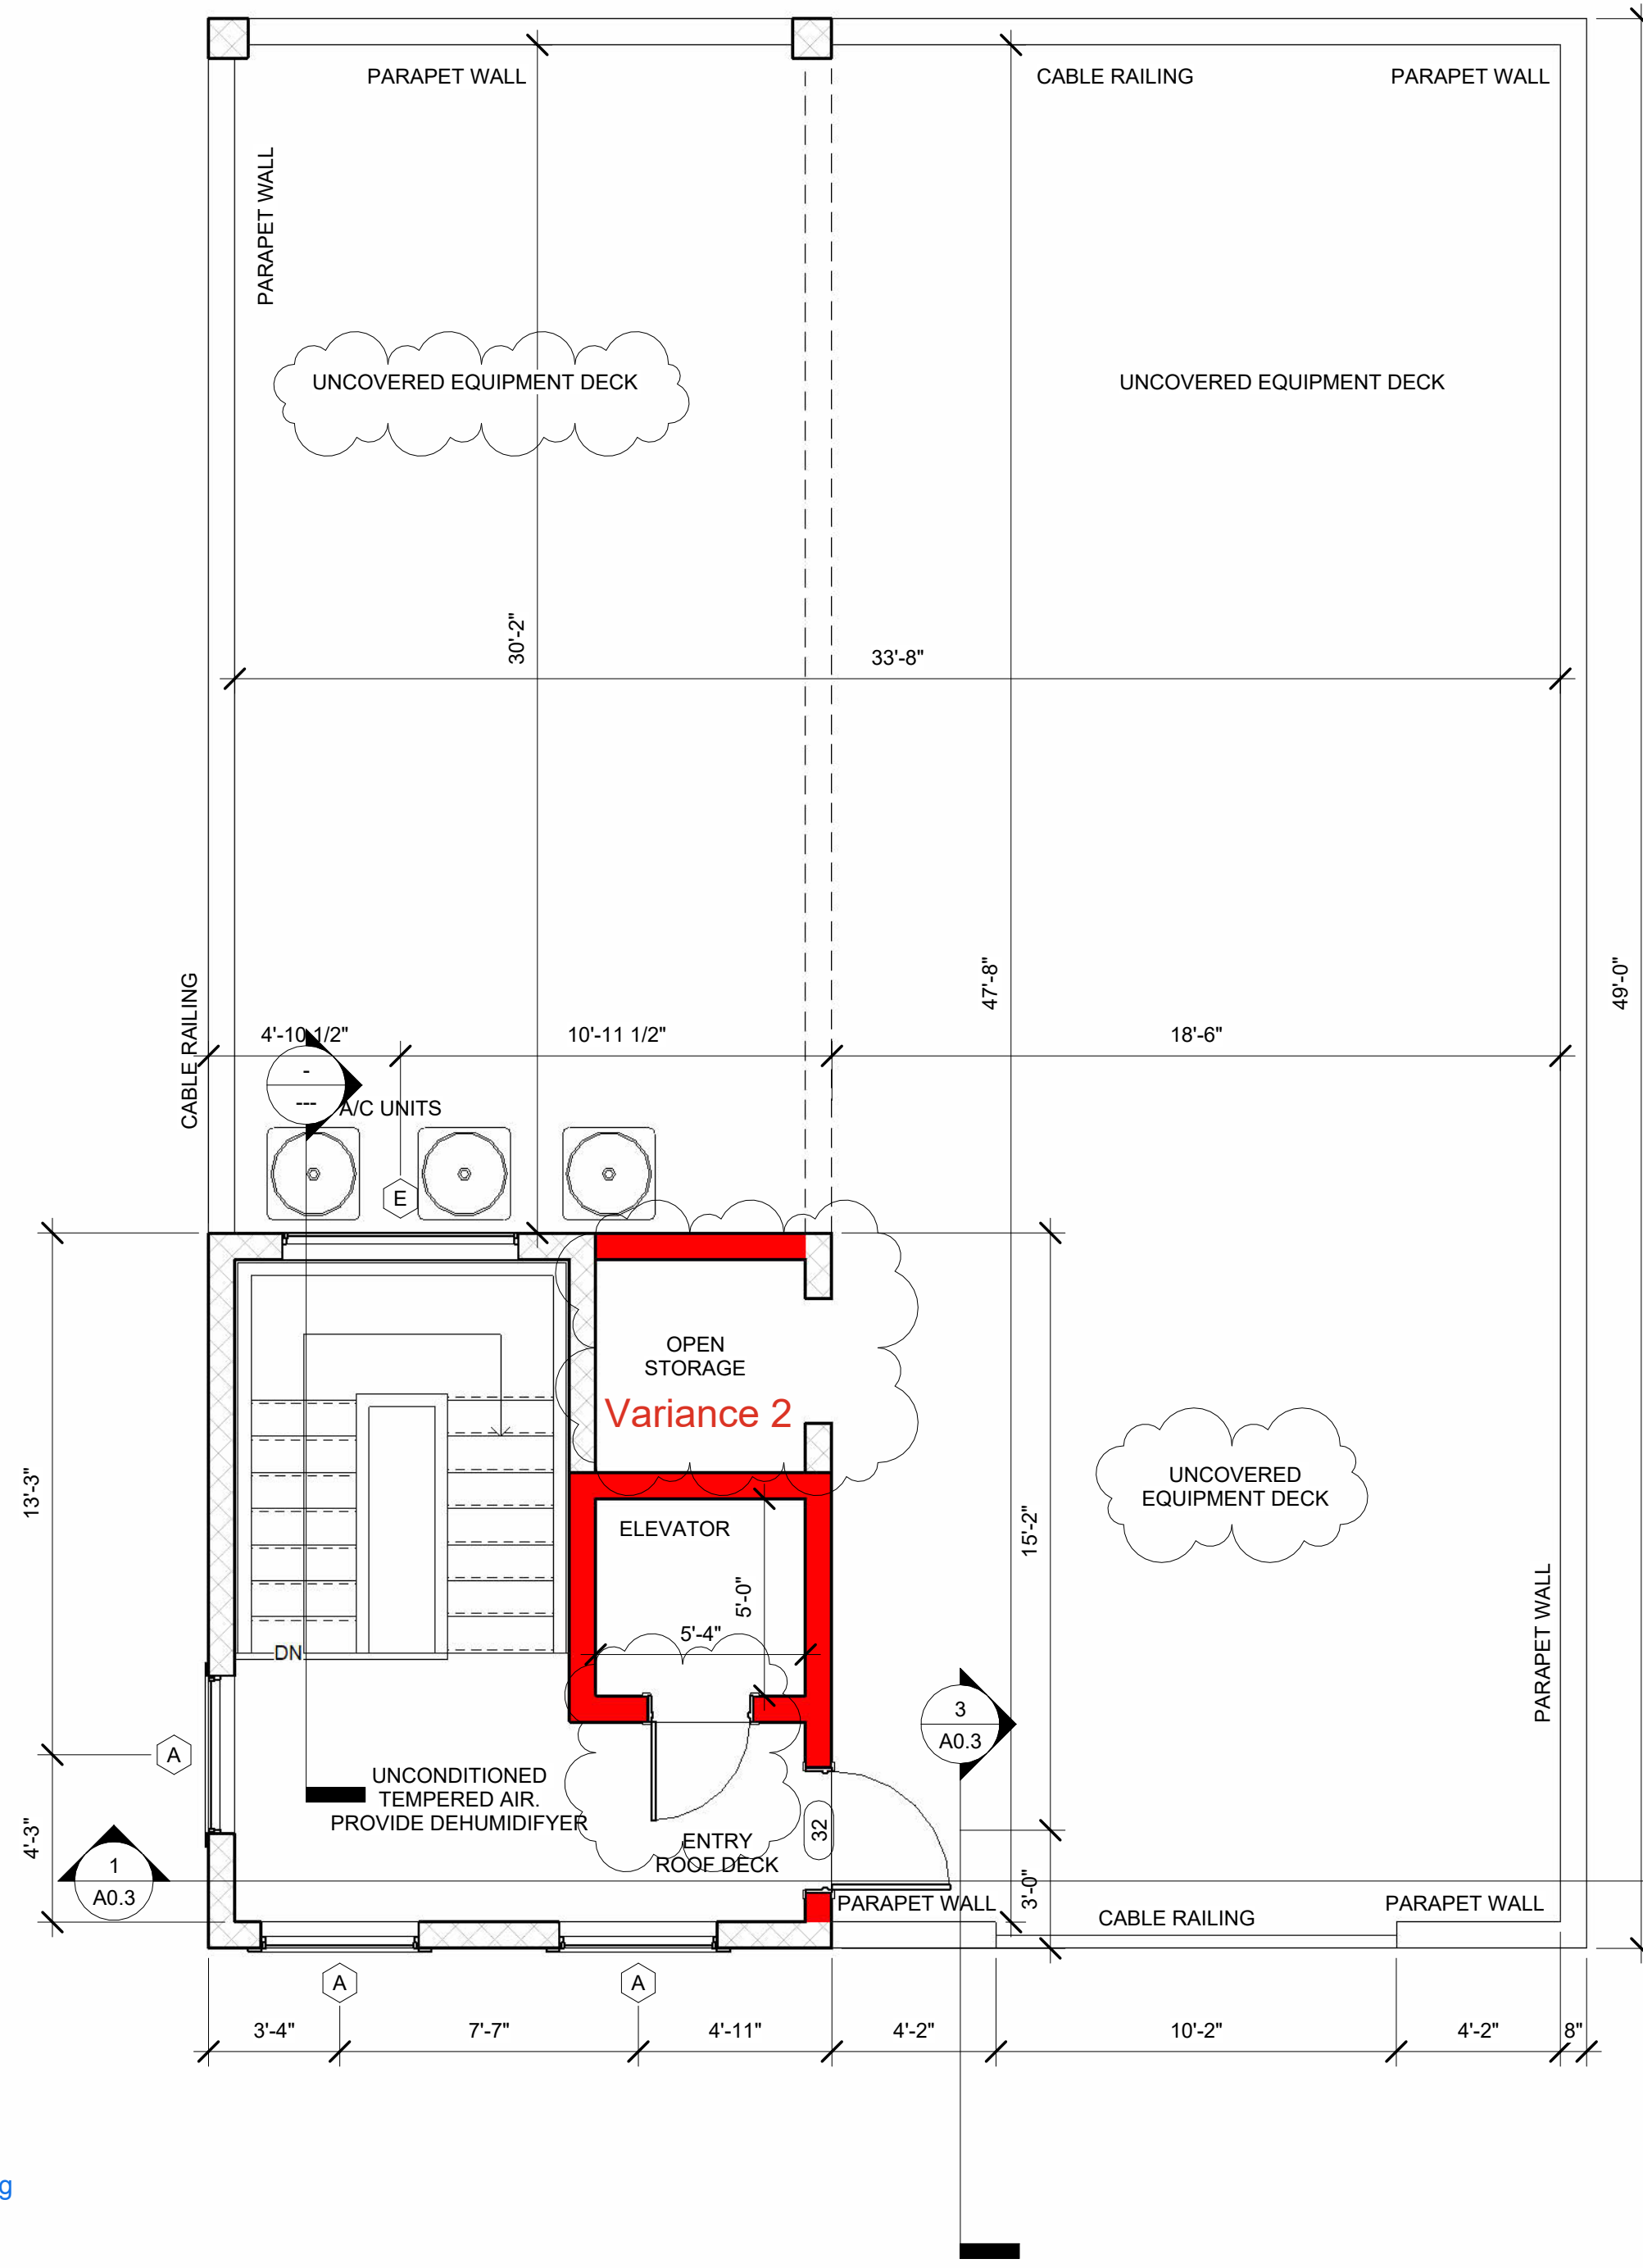 PARAPET WALL
CABLE RAILING
PARAPET WALL
PARAPET WALL
UNCOVERED EQUIPMENT DECK
UNCOVERED EQUIPMENT DECK
30'-2"
33'-8"
47'-8"
49'-0"
CABLE RAILING
4'-10 1/2"
10'-11 1/2"
18'-6"
-
---
A/C UNITS
E
OPEN
STORAGE
Variance 2
UNCOVERED
EQUIPMENT DECK
13'-3"
15'-2"
ELEVATOR
5'-0"
5'-4"
DN
PARAPET WALL
3
A0.3
A
UNCONDITIONED
TEMPERED AIR.
PROVIDE DEHUMIDIFYER
4'-3"
32
ENTRY
ROOF DECK
1
A0.3
3'-0"
PARAPET WALL
CABLE RAILING
PARAPET WALL
A
A
3'-4"
7'-7"
4'-11"
4'-2"
10'-2"
4'-2"
8"
g